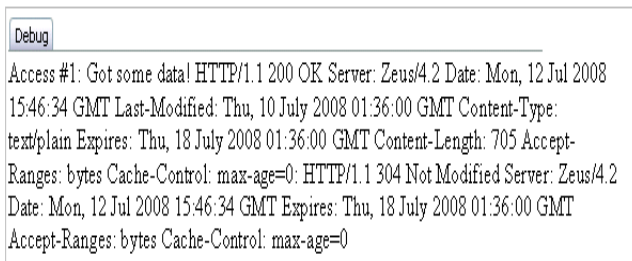 Debug
Access #1: Got some data! HTTP/1.1 200 OK Server: Zeus/4.2 Date: Mon, 12 Jul 2008
15:46:34 GMT Last-Modified: Thu, 10 July 2008 01:36:00 GMT Content-Type:
text/plain Expires: Thu, 18 July 2008 01:36:00 GMT Content-Length: 705 Accept-
Ranges: bytes Cache-Control: max-age=0: HTTP/1.1 304 Not Modified Server: Zeus/4.2
Date: Mon, 12 Jul 2008 15:46:34 GMT Expires: Thu, 18 July 2008 01:36:00 GMT
Accept-Ranges: bytes Cache-Control: max-age=0